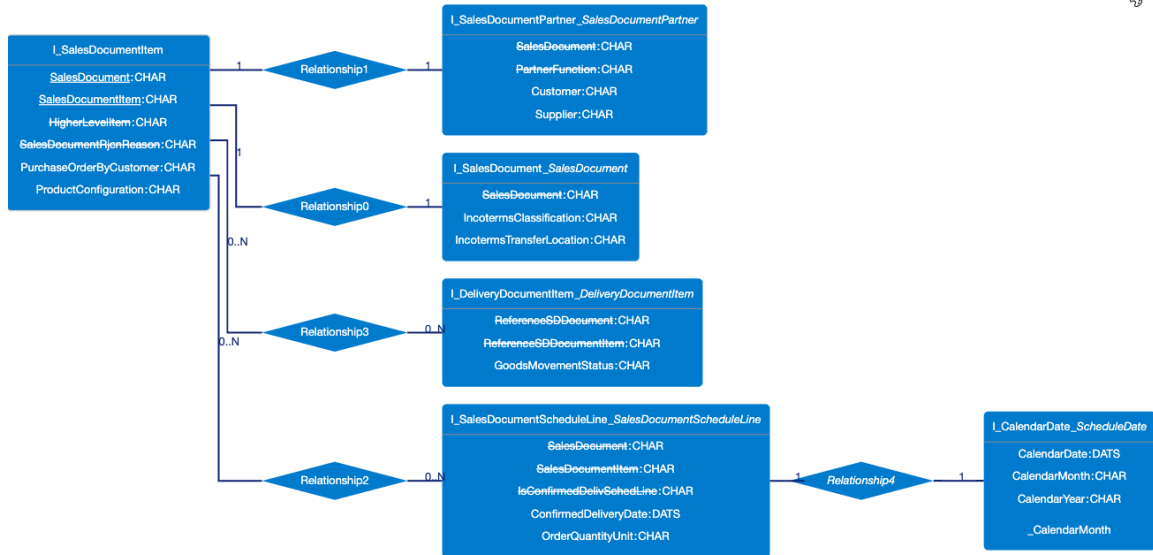 I_SalesDocumentItem
SalesDocument:CHAR
SalesDocumentItem:CHAR
HigherLevelItem:CHAR
SalesDocumentRjcnReason:CHAR
PurchaseOrderByCustomer:CHAR
ProductConfiguration:CHAR
1
Relationship1
1
I_SalesDocumentPartner_SalesDocumentPartner
SalesDocument:CHAR
PartnerFunction:CHAR
Customer:CHAR
Supplier:CHAR
1
Relationship0
1
I_SalesDocument_SalesDocument
SalesDocument:CHAR
IncotermsClassification:CHAR
IncotermsTransferLocation:CHAR
0..N
Relationship3
0..N
I_DeliveryDocumentItem_DeliveryDocumentItem
ReferenceSDDocument:CHAR
ReferenceSDDocumentItem:CHAR
GoodsMovementStatus:CHAR
0..N
Relationship2
0..N
I_SalesDocumentScheduleLine_SalesDocumentScheduleLine
SalesDocument:CHAR
SalesDocumentItem:CHAR
IsConfirmedDelivSchedLine:CHAR
ConfirmedDeliveryDate:DATS
OrderQuantityUnit:CHAR
1
Relationship4
1
I_CalendarDate_ScheduleDate
CalendarDate:DATS
CalendarMonth:CHAR
CalendarYear:CHAR
_CalendarMonth